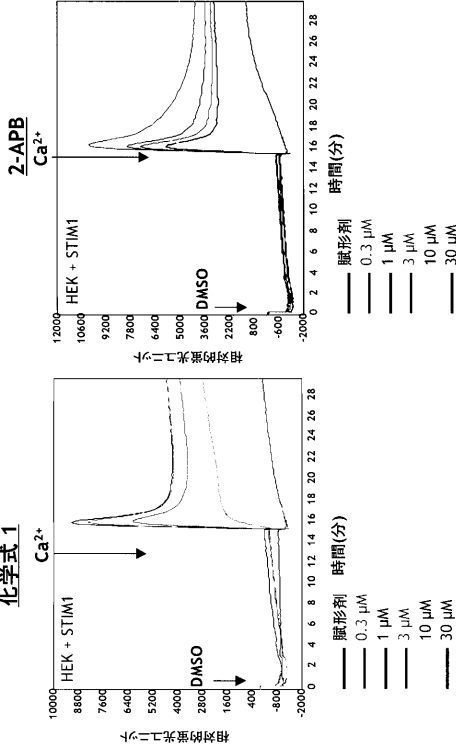 化学式 1
Ca²⁺
HEK + STIM1
DMSO
相対的蛍光ユニット
10000
8800
7600
6400
5200
4000
2800
1600
400
-800
-2000
0 2 4 6 8 10 12 14 16 18 20 22 24 26 28
時間(分)
賦形剤
0.3 µM
1 µM
3 µM
10 µM
30 µM
2-APB
Ca²⁺
HEK + STIM1
DMSO
相対的蛍光ユニット
12000
10600
9200
7800
6400
5000
3600
2200
800
-600
-2000
0 2 4 6 8 10 12 14 16 18 20 22 24 26 28
時間(分)
賦形剤
0.3 µM
1 µM
3 µM
10 µM
30 µM